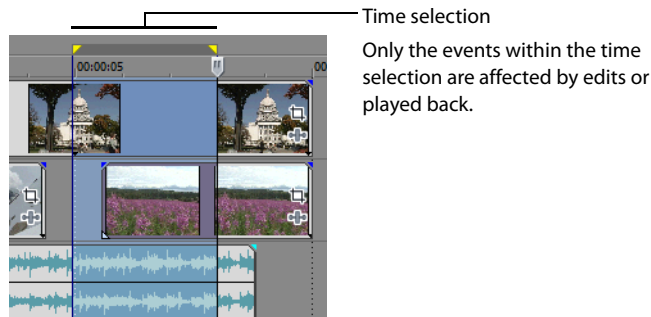 Time selection
Only the events within the time
selection are affected by edits or
played back.
00:00:05
00